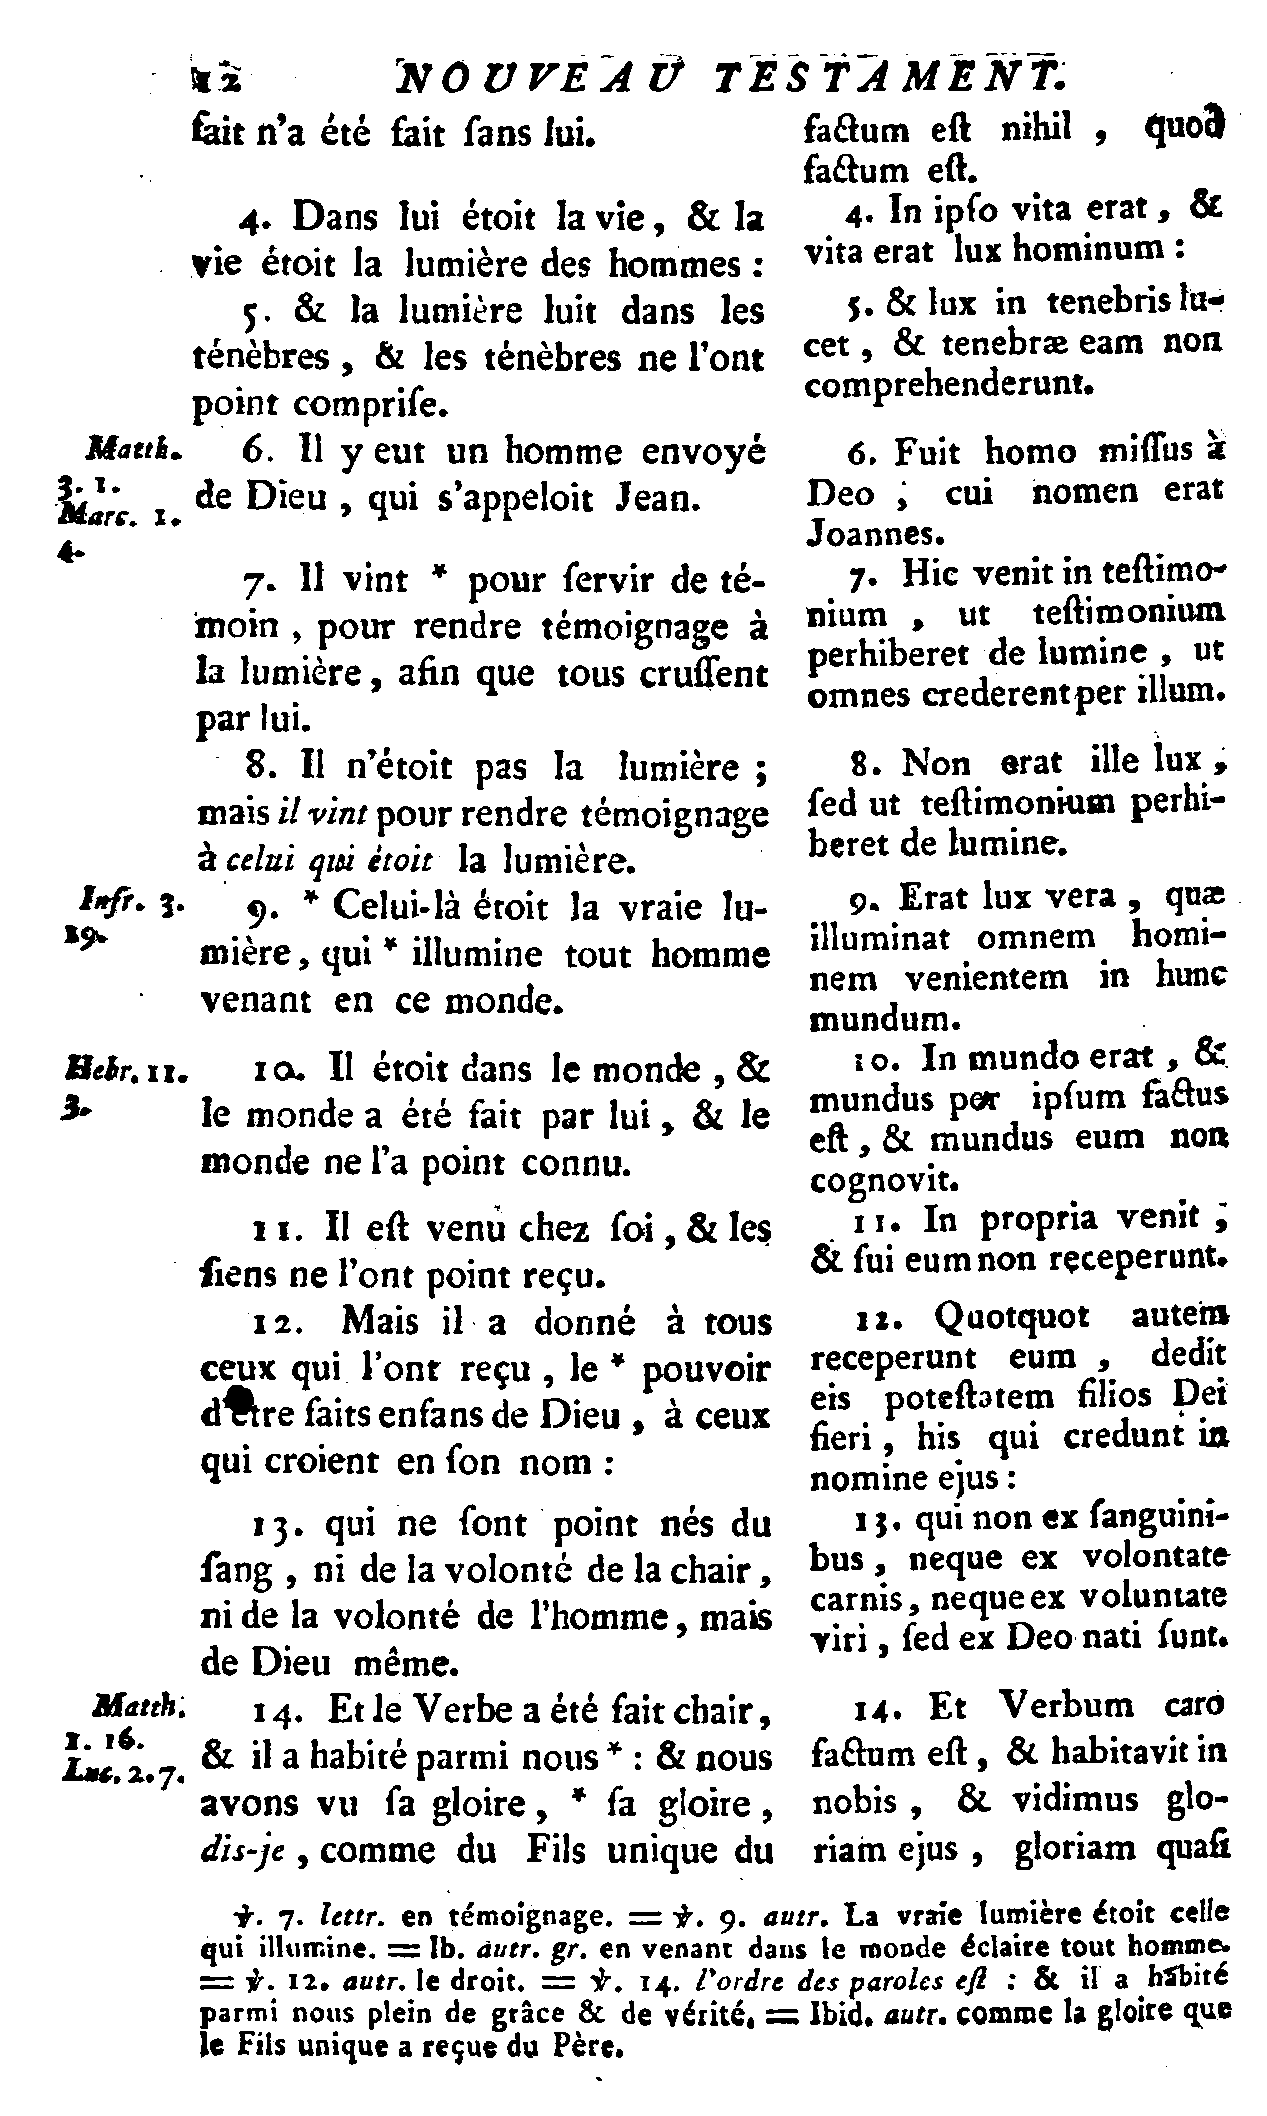 12 NOUVEAU TESTAMENT.
fait n'a été fait ſans lui.
4. Dans lui étoit la vie, & la
vie étoit la lumière des hommes :
5. & la lumière luit dans les
ténèbres, & les ténèbres ne l'ont
point compriſe.
Matth.
3. 1.
Marc. 1.
4.
6. Il y eut un homme envoyé
de Dieu, qui s'appeloit Jean.
7. Il vint * pour ſervir de té-
moin, pour rendre témoignage à
la lumière, afin que tous cruſſent
par lui.
8. Il n'étoit pas la lumière ;
mais il vint pour rendre témoignage
à celui qui étoit la lumière.
Infr. 3.
19.
9. * Celui-là étoit la vraie lu-
mière, qui * illumine tout homme
venant en ce monde.
Hebr. 11.
3.
10. Il étoit dans le monde, &
le monde a été fait par lui, & le
monde ne l'a point connu.
11. Il eſt venu chez ſoi, & les
ſiens ne l'ont point reçu.
12. Mais il a donné à tous
ceux qui l'ont reçu, le * pouvoir
d'être faits enfans de Dieu, à ceux
qui croient en ſon nom :
13. qui ne ſont point nés du
ſang, ni de la volonté de la chair,
ni de la volonté de l'homme, mais
de Dieu même.
Matth.
1. 16.
Luc. 2. 7.
14. Et le Verbe a été fait chair,
& il a habité parmi nous * : & nous
avons vu ſa gloire, * ſa gloire,
dis-je, comme du Fils unique du
factum eſt nihil, quod
factum eſt.
4. In ipſo vita erat, &
vita erat lux hominum :
5. & lux in tenebris lu-
cet, & tenebræ eam non
comprehenderunt.
6. Fuit homo miſſus à
Deo, cui nomen erat
Joannes.
7. Hic venit in teſtimo-
nium, ut teſtimonium
perhiberet de lumine, ut
omnes crederent per illum.
8. Non erat ille lux,
ſed ut teſtimonium perhi-
beret de lumine.
9. Erat lux vera, quæ
illuminat omnem homi-
nem venientem in hunc
mundum.
10. In mundo erat, &
mundus per ipſum factus
eſt, & mundus eum non
cognovit.
11. In propria venit,
& ſui eum non receperunt.
12. Quotquot autem
receperunt eum, dedit
eis poteſtatem filios Dei
fieri, his qui credunt in
nomine ejus :
13. qui non ex ſanguini-
bus, neque ex volontate
carnis, neque ex voluntate
viri, ſed ex Deo nati ſunt.
14. Et Verbum caro
factum eſt, & habitavit in
nobis, & vidimus glo-
riam ejus, gloriam quaſi
℣. 7. lettr. en témoignage. = ℣. 9. autr. La vraie lumière étoit celle
qui illumine. = Ib. autr. gr. en venant dans le monde éclaire tout homme.
= ℣. 12. autr. le droit. = ℣. 14. l'ordre des paroles eſt : & il a habité
parmi nous plein de grâce & de vérité. = Ibid. autr. comme la gloire que
le Fils unique a reçue du Père.